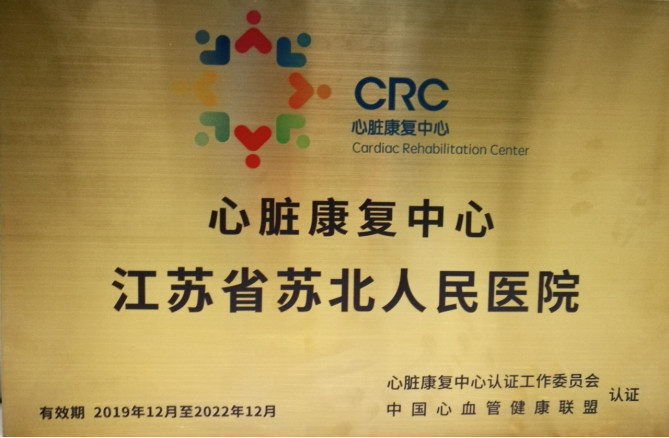 CRC
心脏康复中心
Cardiac Rehabilitation Center
心脏康复中心
江苏省苏北人民医院
心脏康复中心认证工作委员会
中国心血管健康联盟
认证
有效期 2019年12月至2022年12月